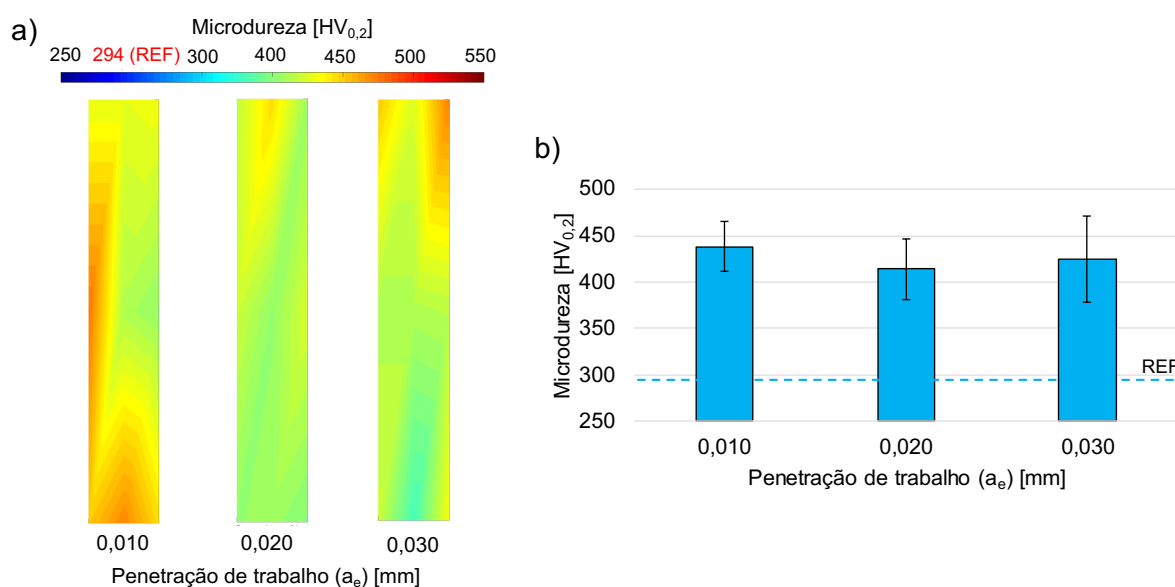 a)
Microdureza [HV0,2]
250 294 (REF) 300 400 450 500 550
0,010 0,020 0,030
Penetração de trabalho (ae) [mm]
b)
Microdureza [HV0,2]
500
450
400
350
300
250
REF
0,010 0,020 0,030
Penetração de trabalho (ae) [mm]